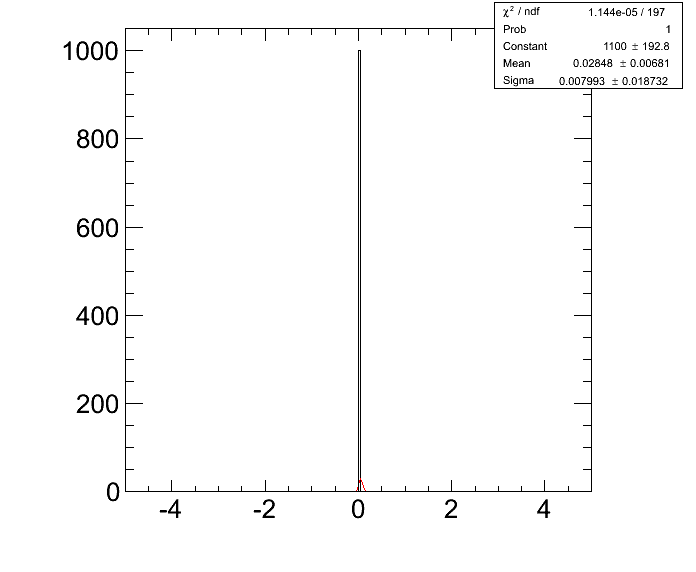 χ² / ndf 1.144e-05 / 197
Prob 1
Constant 1100 ± 192.8
Mean 0.02848 ± 0.00681
Sigma 0.007993 ± 0.018732
1000
800
600
400
200
0
-4 -2 0 2 4